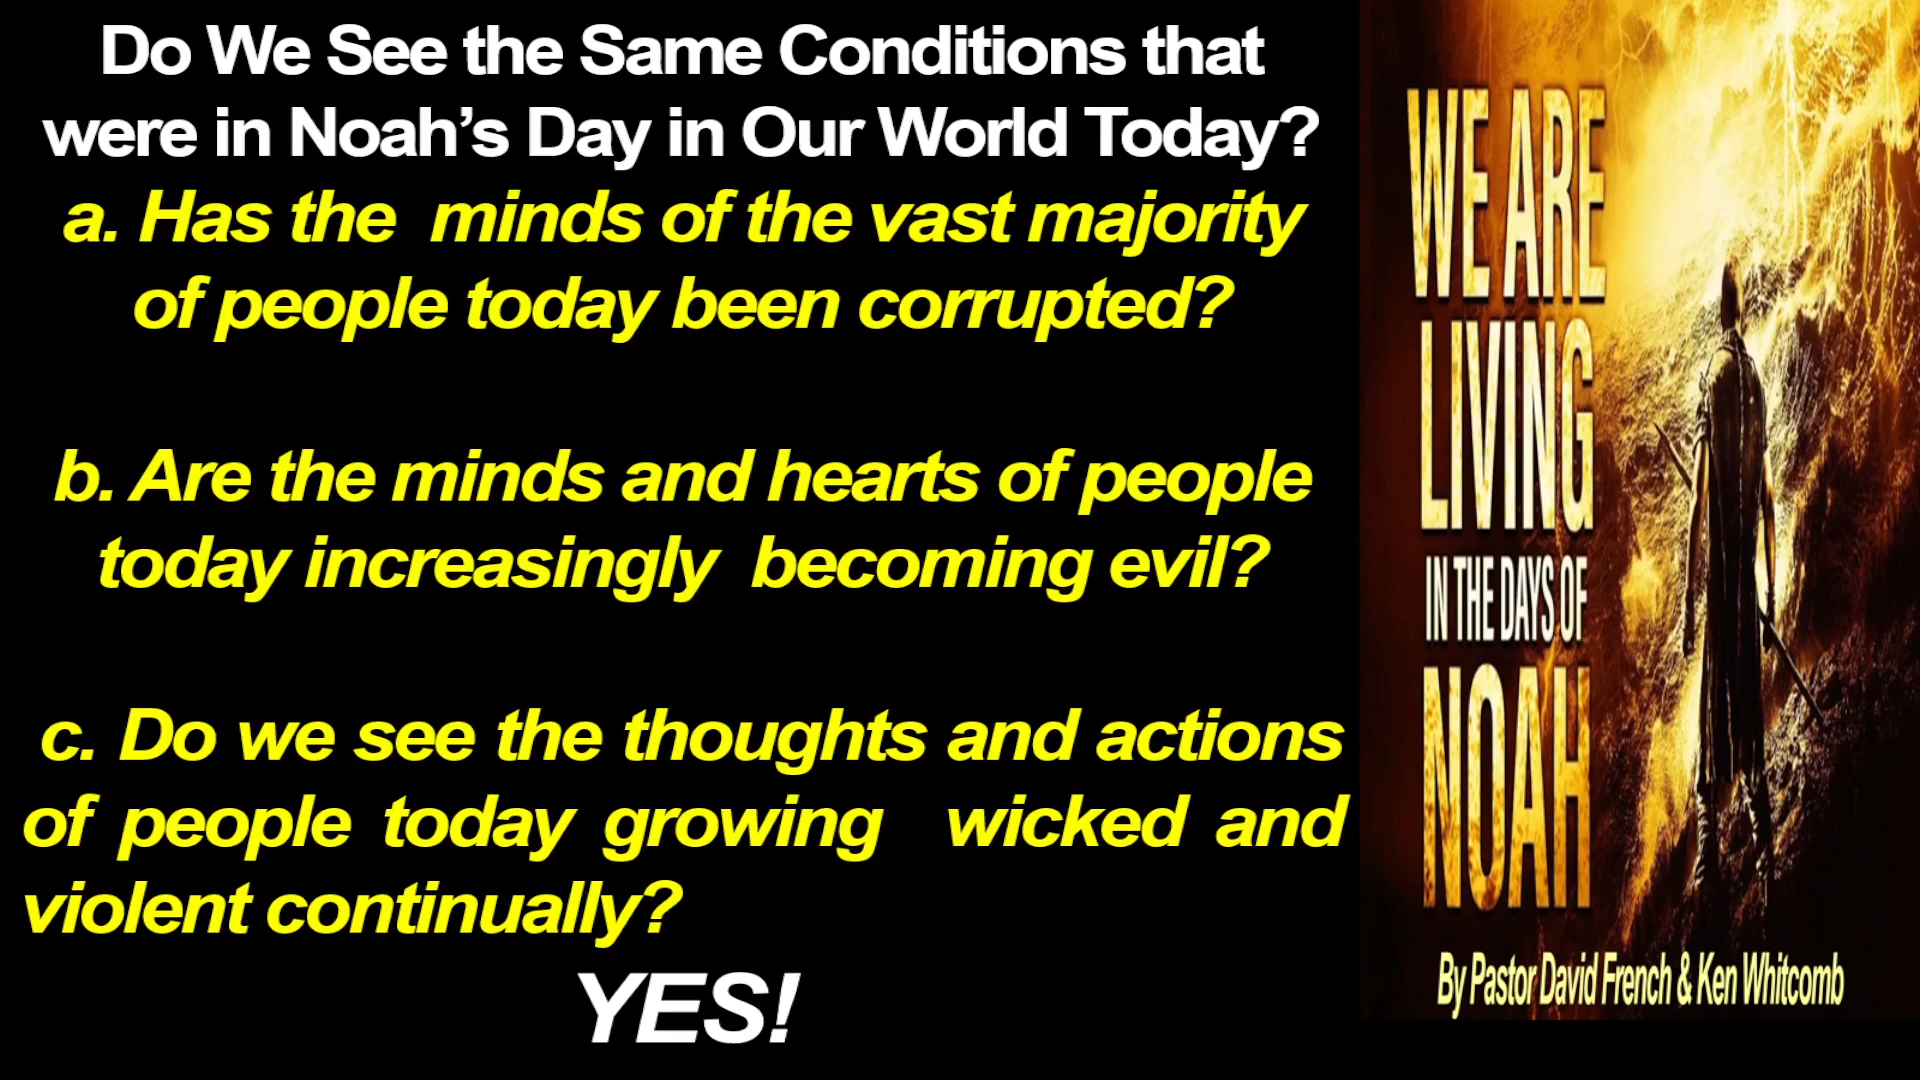 Do We See the Same Conditions that
were in Noah’s Day in Our World Today?
a. Has the minds of the vast majority
of people today been corrupted?
b. Are the minds and hearts of people
today increasingly becoming evil?
c. Do we see the thoughts and actions
of people today growing wicked and
violent continually?
YES!
WE ARE
LIVING
IN THE DAYS OF
NOAH
By Pastor David French & Ken Whitcomb